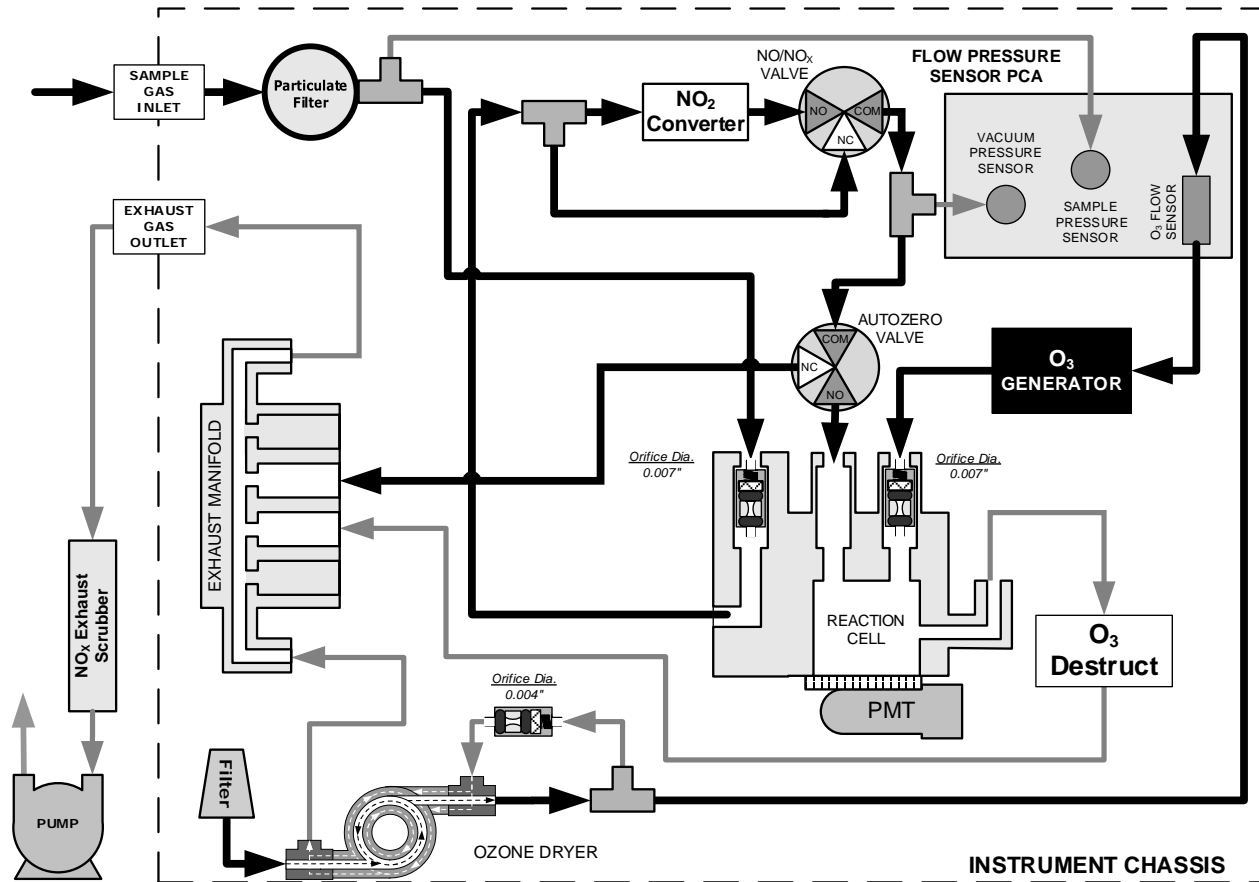 SAMPLE
GAS
INLET
Particulate
Filter
NO/NOX
VALVE
FLOW PRESSURE
SENSOR PCA
NO2
Converter
NO
COM
NC
VACUUM
PRESSURE
SENSOR
SAMPLE
PRESSURE
SENSOR
O3 FLOW
SENSOR
EXHAUST
GAS
OUTLET
AUTOZERO
VALVE
COM
NC
NO
O3
GENERATOR
EXHAUST MANIFOLD
Orifice Dia.
0.007"
Orifice Dia.
0.007"
NOX Exhaust
Scrubber
REACTION
CELL
O3
Destruct
Orifice Dia.
0.004"
PMT
Filter
PUMP
OZONE DRYER
INSTRUMENT CHASSIS